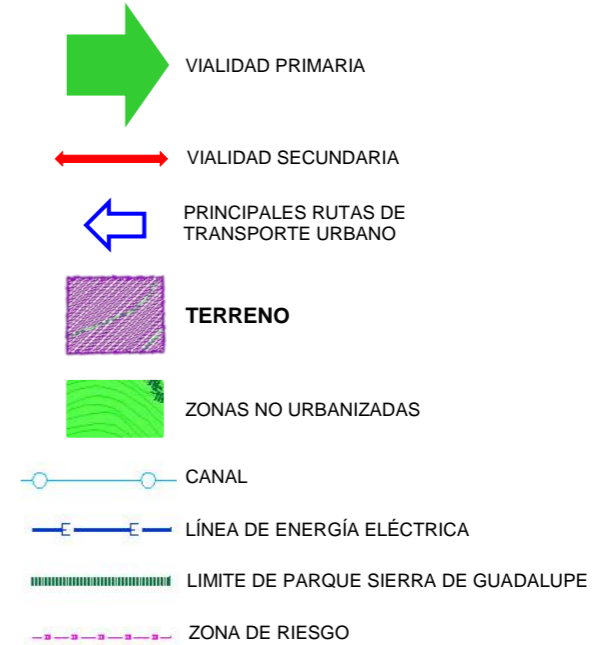 VIALIDAD PRIMARIA
VIALIDAD SECUNDARIA
PRINCIPALES RUTAS DE
TRANSPORTE URBANO
TERRENO
ZONAS NO URBANIZADAS
CANAL
E E LÍNEA DE ENERGÍA ELÉCTRICA
LIMITE DE PARQUE SIERRA DE GUADALUPE
ZONA DE RIESGO